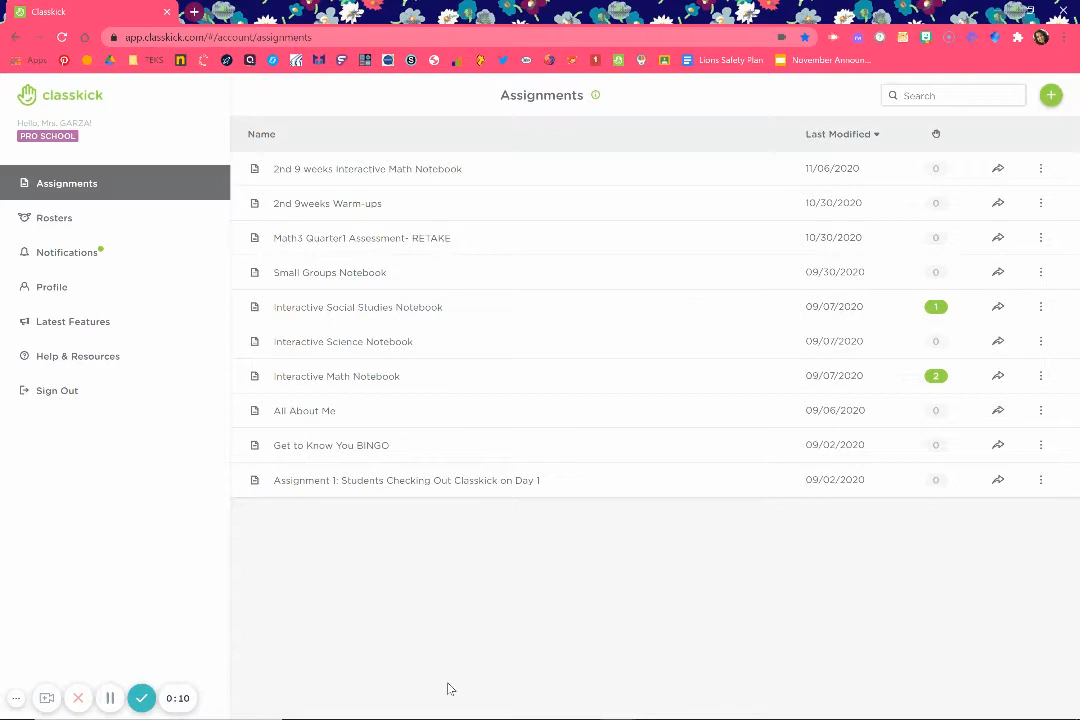 Classkick
app.classkick.com/#/account/assignments
Apps
TEKS
Lions Safety Plan
November Announ...
classkick
Assignments
Search
Hello, Mrs. GARZA!
PRO SCHOOL
Name
Last Modified
Assignments
Rosters
Notifications
Profile
Latest Features
Help & Resources
Sign Out
2nd 9 weeks Interactive Math Notebook 11/06/2020 0
2nd 9weeks Warm-ups 10/30/2020 0
Math3 Quarter1 Assessment- RETAKE 10/30/2020 0
Small Groups Notebook 09/30/2020 0
Interactive Social Studies Notebook 09/07/2020 1
Interactive Science Notebook 09/07/2020 0
Interactive Math Notebook 09/07/2020 2
All About Me 09/06/2020 0
Get to Know You BINGO 09/02/2020 0
Assignment 1: Students Checking Out Classkick on Day 1 09/02/2020 0
0:10